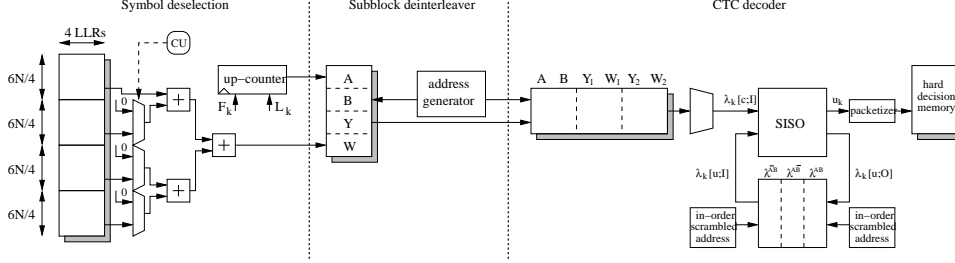 Symbol deselection
Subblock deinterleaver
CTC decoder
4 LLRs
CU
6N/4
6N/4
6N/4
6N/4
0
0
0
+
+
+
up-counter
F_k
L_k
A
B
Y
W
address
generator
A B Y_1 W_1 Y_2 W_2
λ_k[c;I]
SISO
u_k
packetizer
hard
decision
memory
λ_k[u;I]
λ_k[u;O]
λ^{A̅B} λ^{AB̅} λ^{AB}
in-order
scrambled
address
in-order
scrambled
address